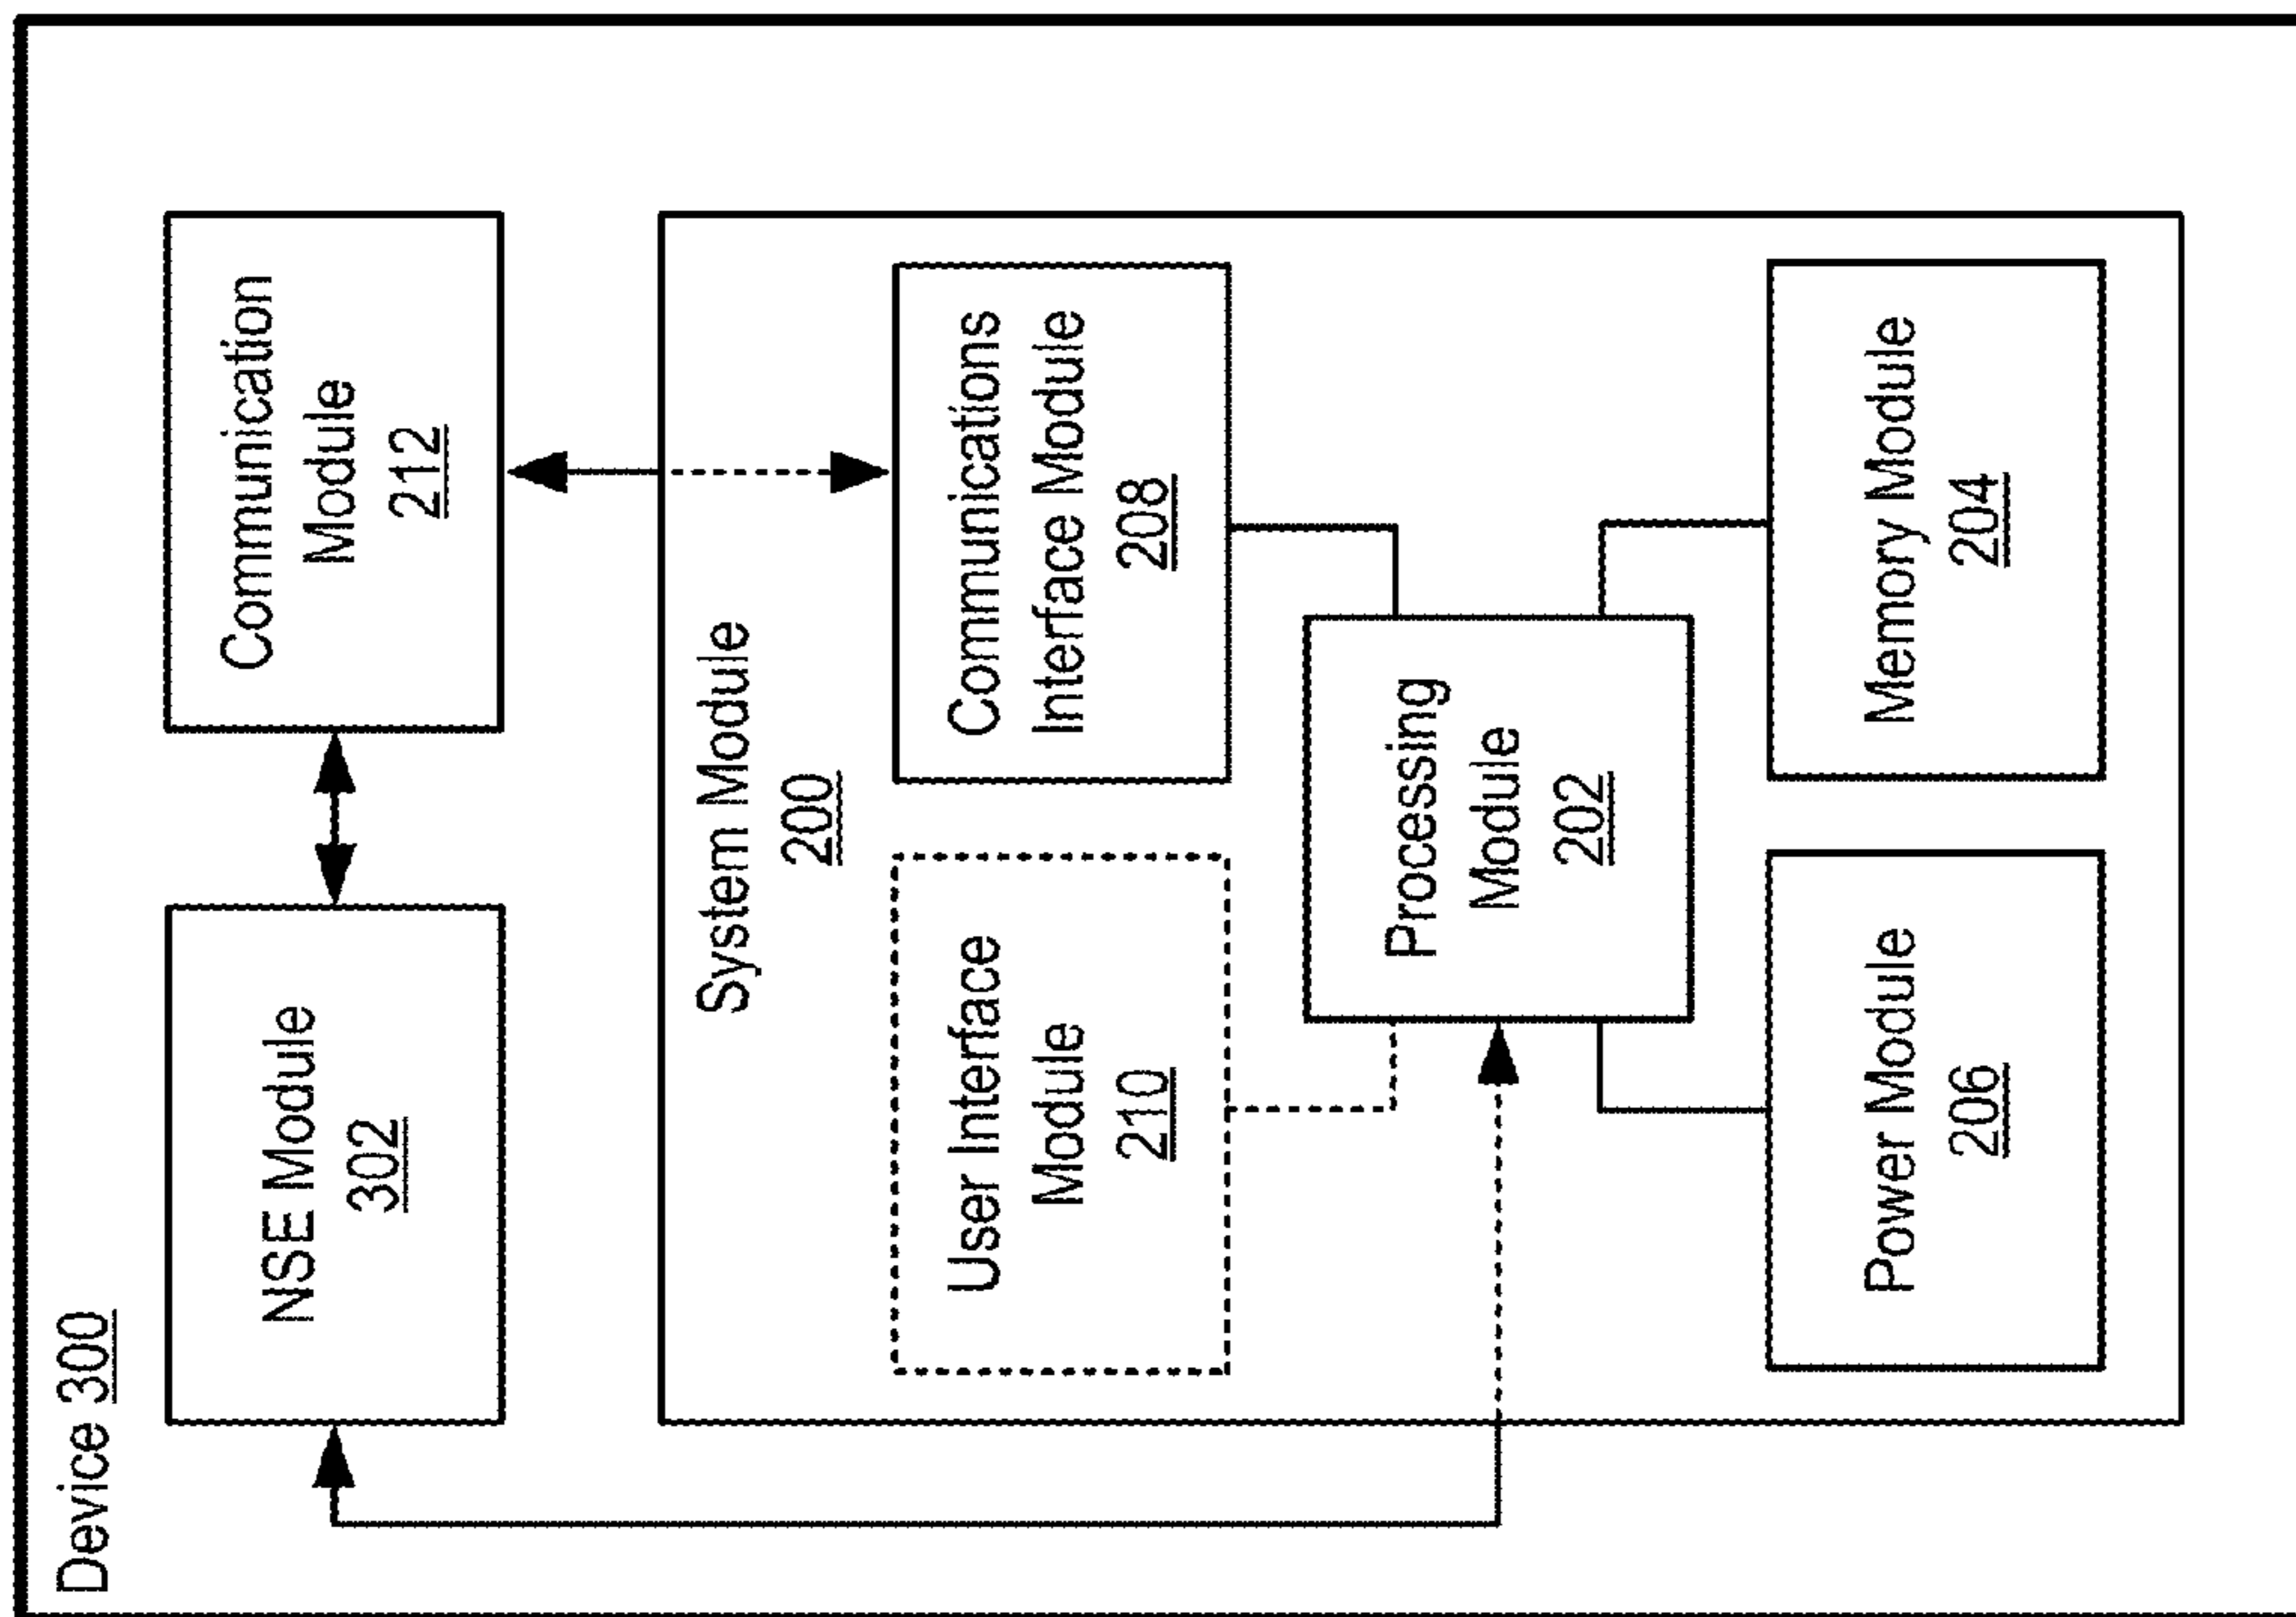 Device 300
NSE Module
302
Communication
Module
212
System Module
200
User Interface
Module
210
Communications
Interface Module
208
Processing
Module
202
Power Module
206
Memory Module
204